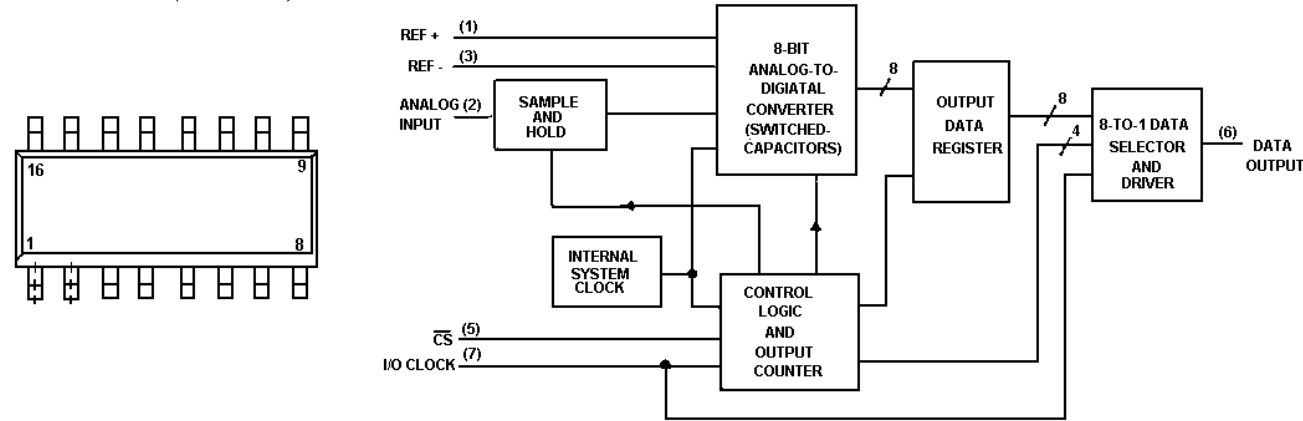 16
9
1
8
REF + (1)
REF - (3)
ANALOG (2)
INPUT
SAMPLE
AND
HOLD
8-BIT
ANALOG-TO-
DIGIATAL
CONVERTER
(SWITCHED-
CAPACITORS)
8
OUTPUT
DATA
REGISTER
8
4
8-TO-1 DATA
SELECTOR
AND
DRIVER
(6)
DATA
OUTPUT
INTERNAL
SYSTEM
CLOCK
CONTROL
LOGIC
AND
OUTPUT
COUNTER
C̅S̅ (5)
I/O CLOCK (7)